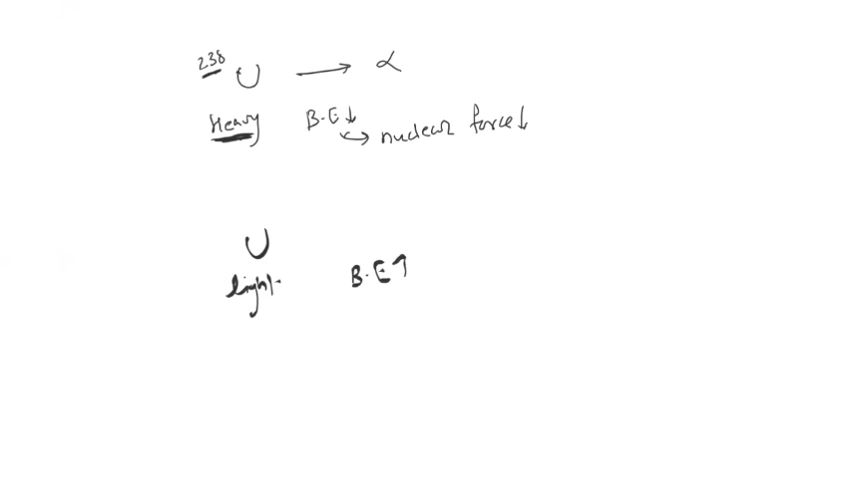 238 U → α
Heavy B.E↓
↪ nuclear force↓
U
light B.E↑